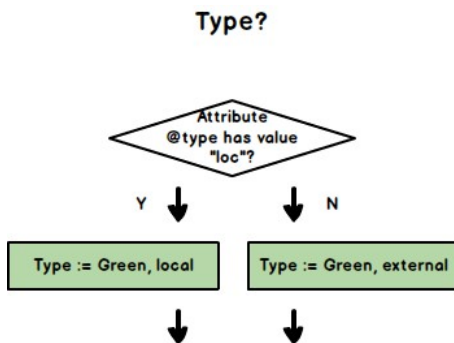 Type?
Attribute
@type has value
"loc"?
Y
N
Type := Green, local
Type := Green, external